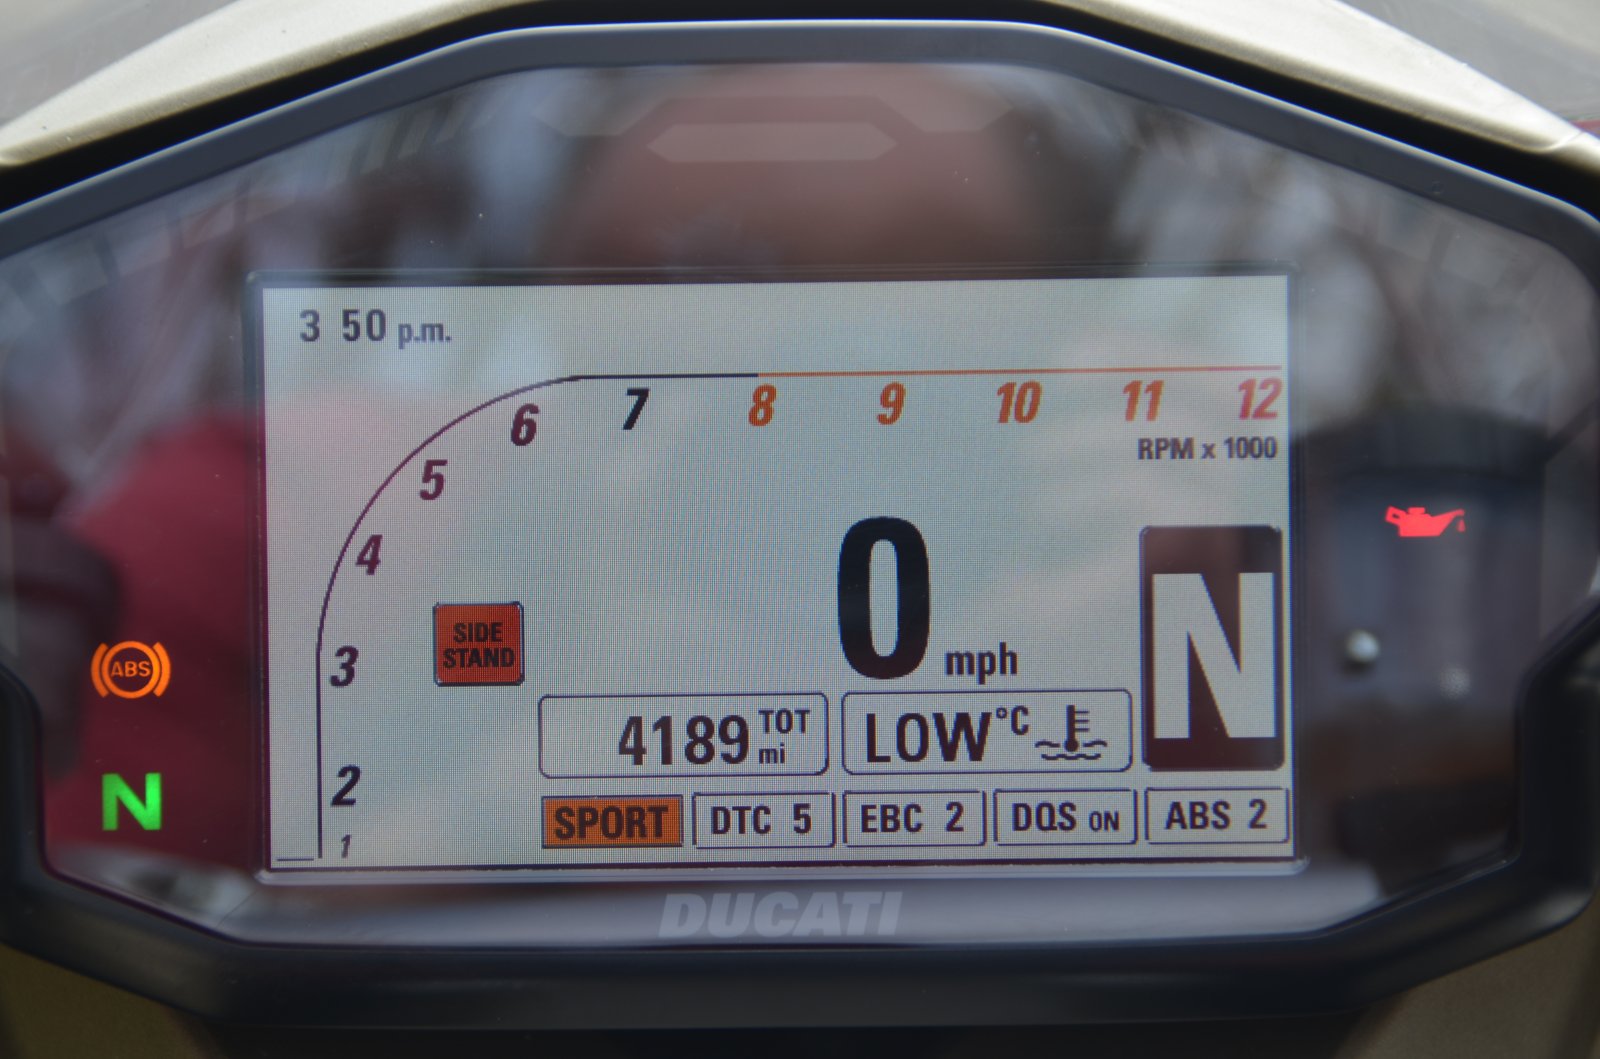 3 50 p.m.
1 2 3 4 5 6 7 8 9 10 11 12
RPM x 1000
SIDE
STAND
0 mph
N
ABS
4189 TOT mi
LOW °C
N
SPORT DTC 5 EBC 2 DQS ON ABS 2
DUCATI